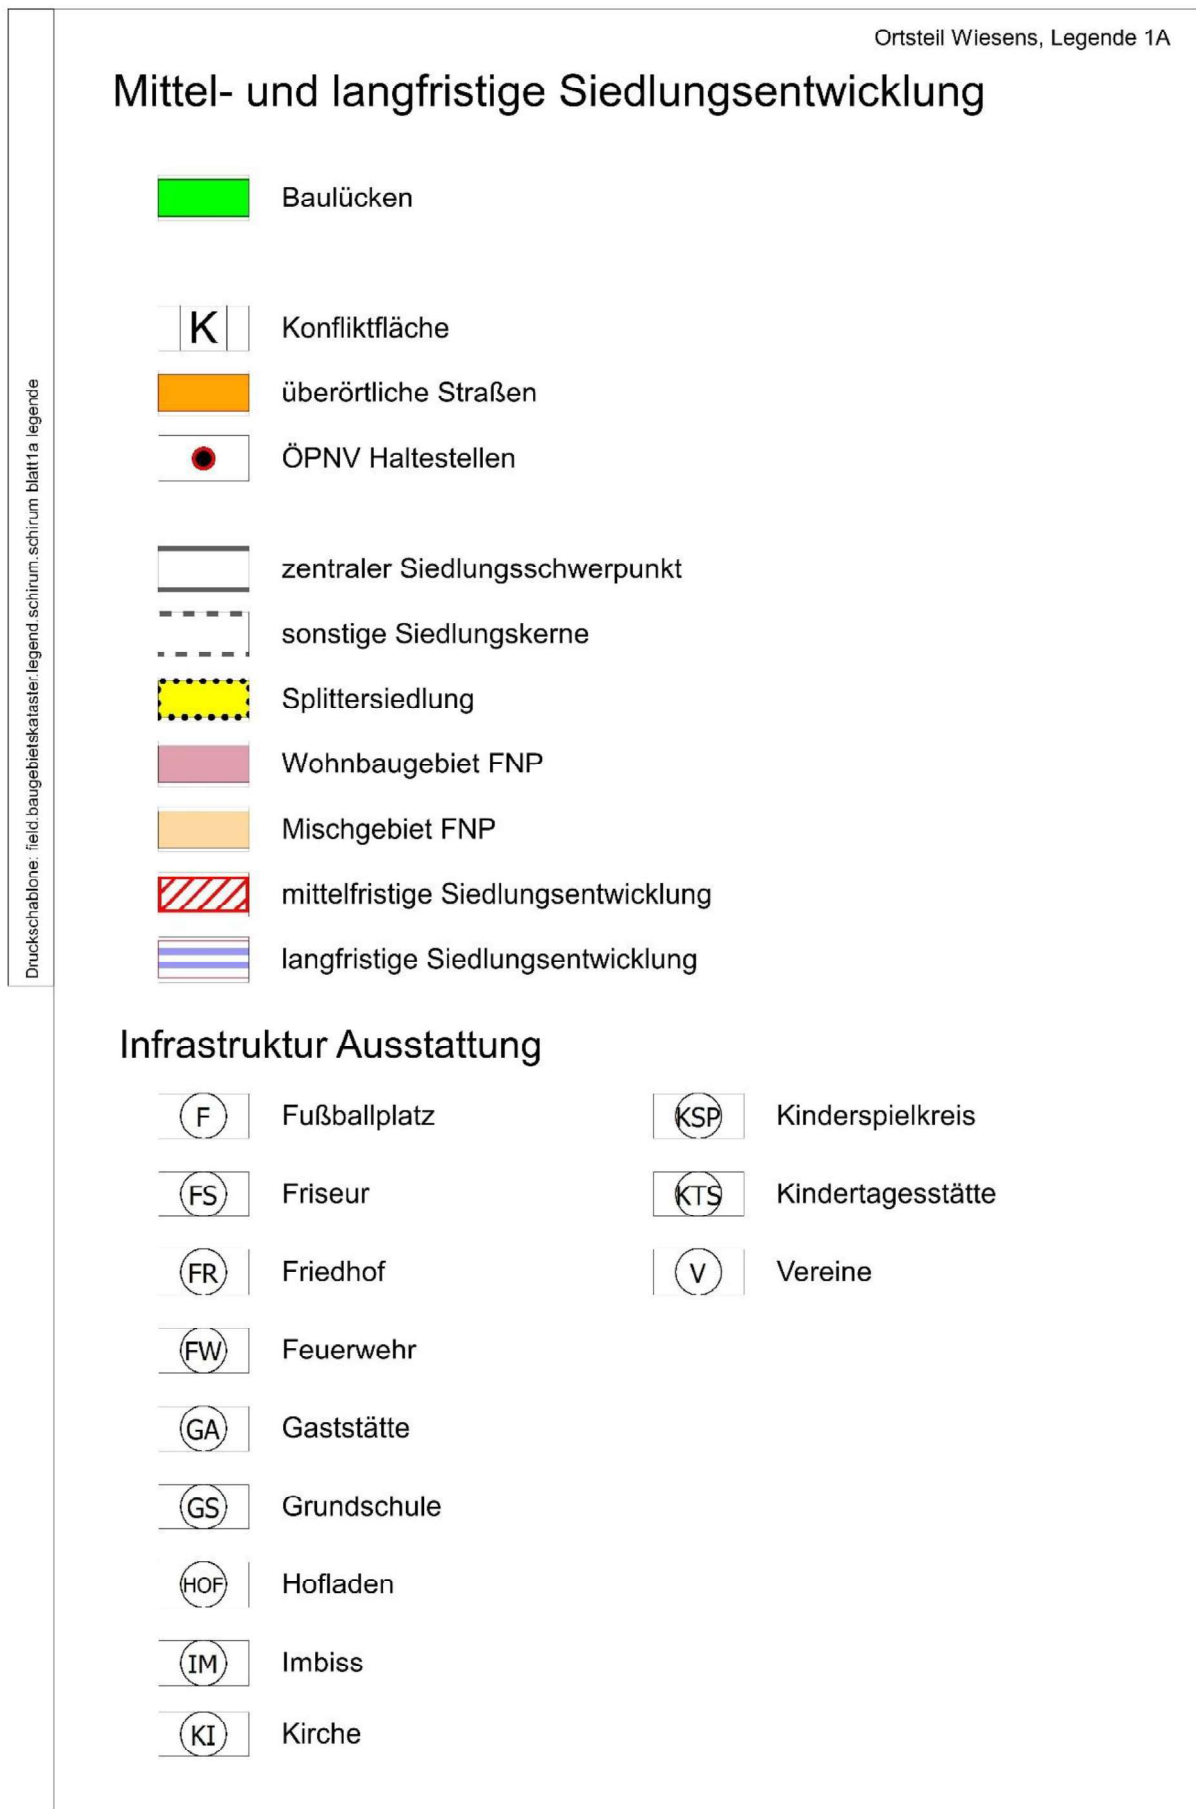 Ortsteil Wiesens, Legende 1A
Mittel- und langfristige Siedlungsentwicklung
Baulücken
K Konfliktfläche
überörtliche Straßen
ÖPNV Haltestellen
zentraler Siedlungsschwerpunkt
sonstige Siedlungskerne
Splittersiedlung
Wohnbaugebiet FNP
Mischgebiet FNP
mittelfristige Siedlungsentwicklung
langfristige Siedlungsentwicklung
Druckschablone: field.baugebietskataster.legend.schirum.schirum blatt1a legende
Infrastruktur Ausstattung
F Fußballplatz
FS Friseur
FR Friedhof
FW Feuerwehr
GA Gaststätte
GS Grundschule
HOF Hofladen
IM Imbiss
KI Kirche
KSP Kinderspielkreis
KTS Kindertagesstätte
V Vereine